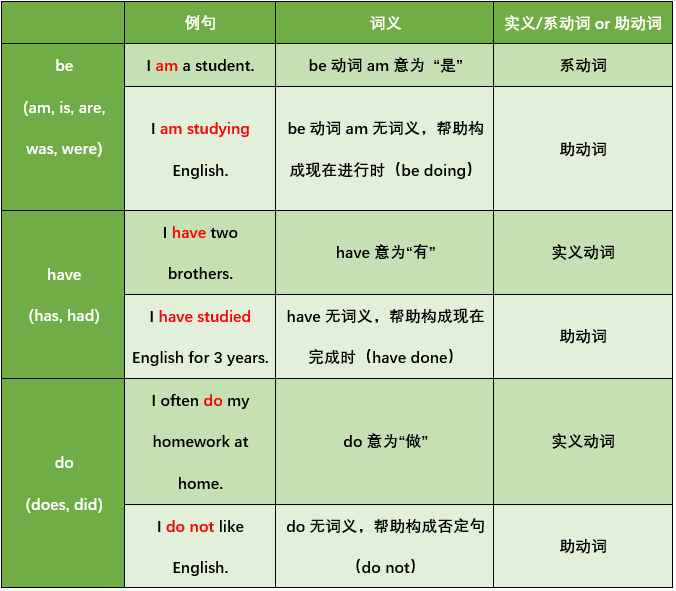 例句 词义 实义/系动词 or 助动词
be
(am, is, are,
was, were)
I am a student.
be 动词 am 意为 “是”
系动词
I am studying
English.
be 动词 am 无词义，帮助构
成现在进行时（be doing）
助动词
have
(has, had)
I have two
brothers.
have 意为“有”
实义动词
I have studied
English for 3 years.
have 无词义，帮助构成现在
完成时（have done）
助动词
do
(does, did)
I often do my
homework at
home.
do 意为“做”
实义动词
I do not like
English.
do 无词义，帮助构成否定句
（do not）
助动词